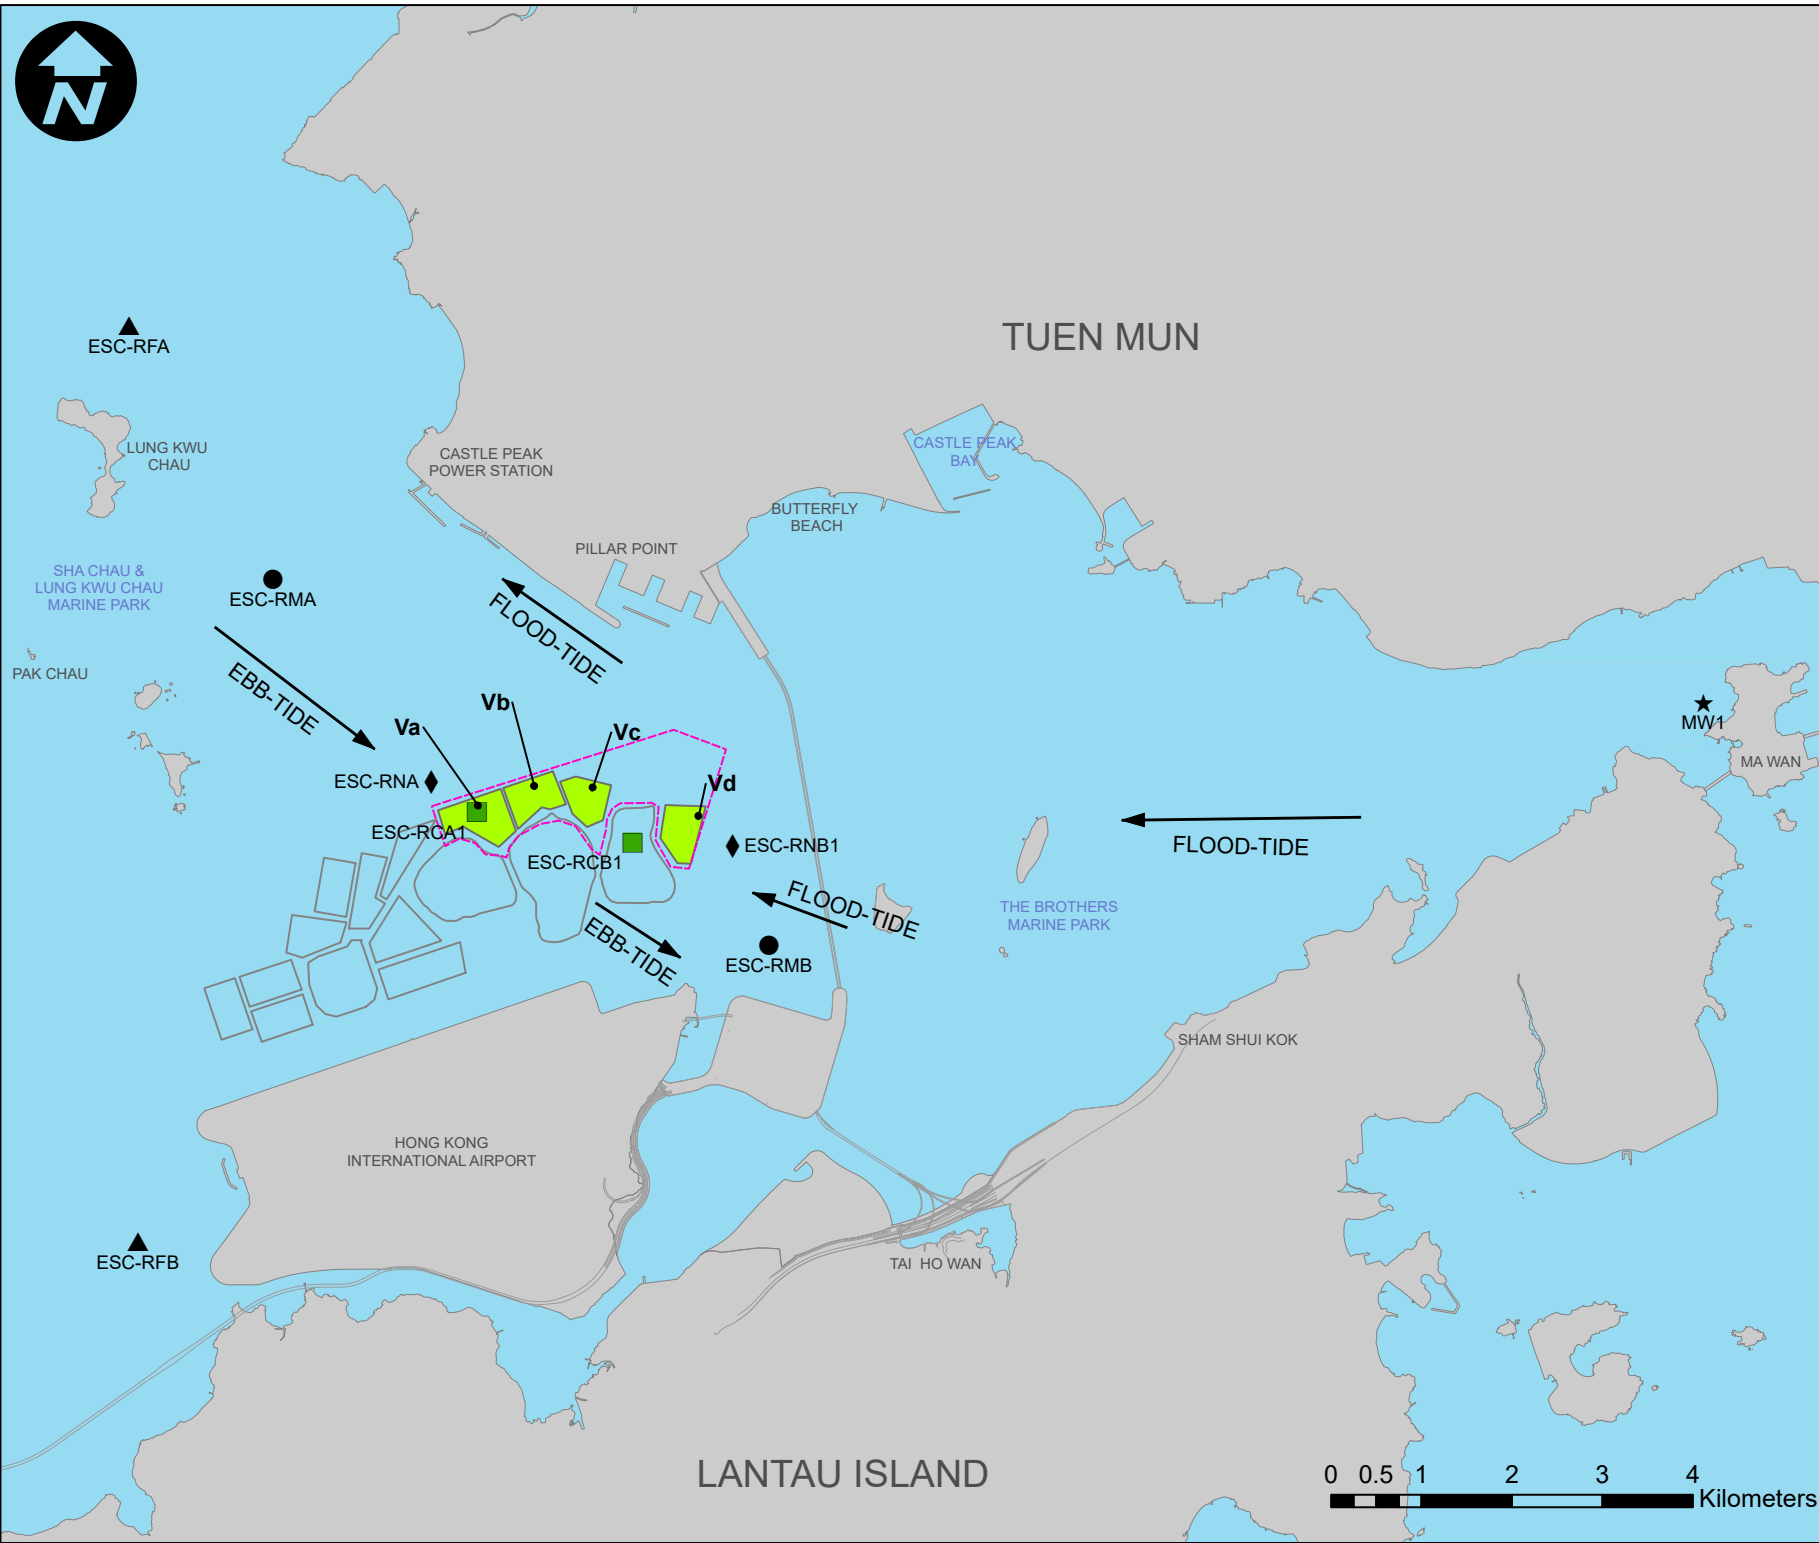 N
TUEN MUN
ESC-RFA
LUNG KWU
CHAU
CASTLE PEAK
POWER STATION
CASTLE PEAK
BAY
BUTTERFLY
BEACH
PILLAR POINT
SHA CHAU &
LUNG KWU CHAU
MARINE PARK
ESC-RMA
FLOOD-TIDE
PAK CHAU
EBB-TIDE
Va
Vb
Vc
Vd
MW1
MA WAN
ESC-RNA
ESC-RCA1
ESC-RCB1
ESC-RNB1
FLOOD-TIDE
FLOOD-TIDE
THE BROTHERS
MARINE PARK
EBB-TIDE
ESC-RMB
SHAM SHUI KOK
HONG KONG
INTERNATIONAL AIRPORT
ESC-RFB
TAI HO WAN
LANTAU ISLAND
0 0.5 1 2 3 4
Kilometers